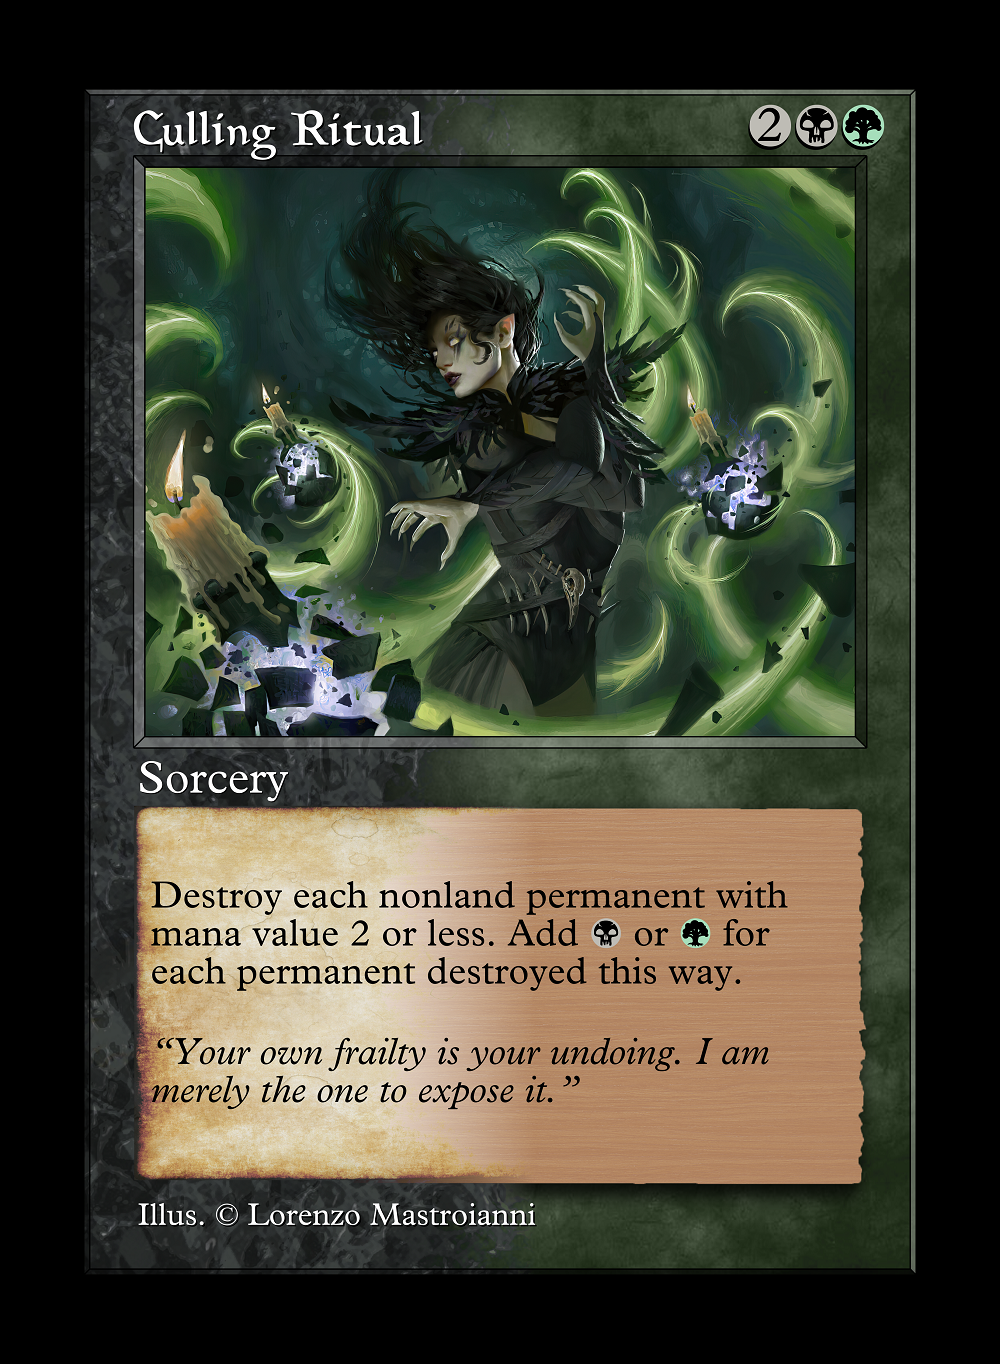 Culling Ritual 2
Sorcery
Destroy each nonland permanent with
mana value 2 or less. Add or for
each permanent destroyed this way.
“Your own frailty is your undoing. I am
merely the one to expose it.”
Illus. © Lorenzo Mastroianni